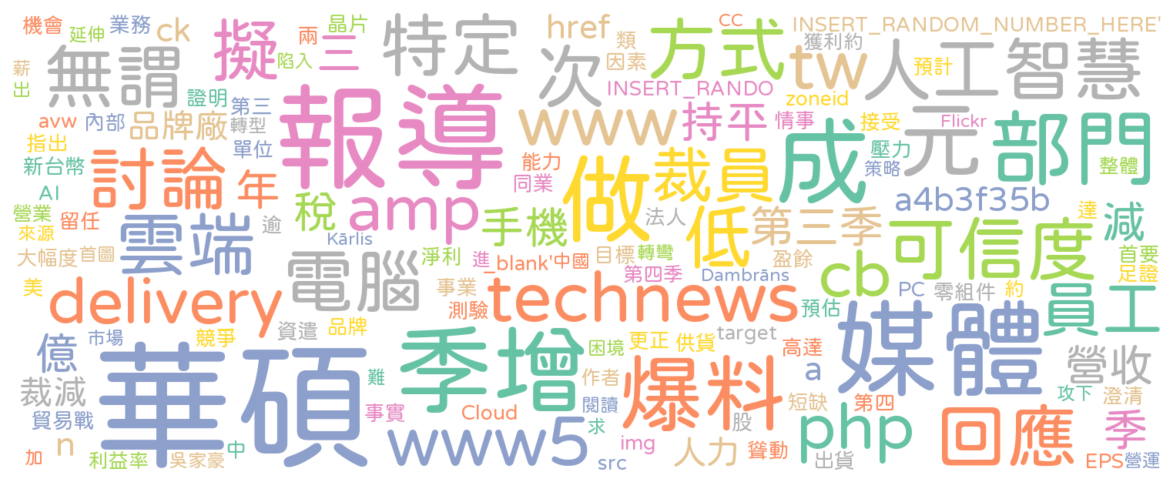 機會 延伸 業務 ck 晶片 兩 擬 三 特定 href 類 CC 方式 獲利約 INSERT_RANDOM_NUMBER_HERE'
薪 出 無謂 陷入 次 因素 INSERT_RANDO tw 人工智慧 預計
證明 第三 報導 www 持平 zoneid 情事 接受 Flickr 元 部門
avw 內部 品牌廠 轉型 成 壓力 整體
指出 單位 能力 做 裁員 策略
新台幣 討論 年 同業 低 a4b3f35b
AI 稅 amp 手機 法人 第三季 可信度 達 減
營業 留任 雲端 逾 Kārlis
來源 大幅度 首圖 電腦 淨利 進 _blank' 中國 目標 轉彎 盈餘 cb 首要
美 delivery 事業 technews 第四季 Dambrāns PC 零組件 約 足證 員工
測驗 預估
億 市場 競爭 資遣 品牌 季增 困境 更正 供貨 target 高達 媒體 營收
裁減 華碩 難 作者 爆料 a 攻下 澄清
貿易戰 事實 Cloud 閱讀 短缺 第四
n 中 www5 求 img 股 php 回應 季
加 利益率 吳家豪 src 人力 聳動 出貨 EPS 營運